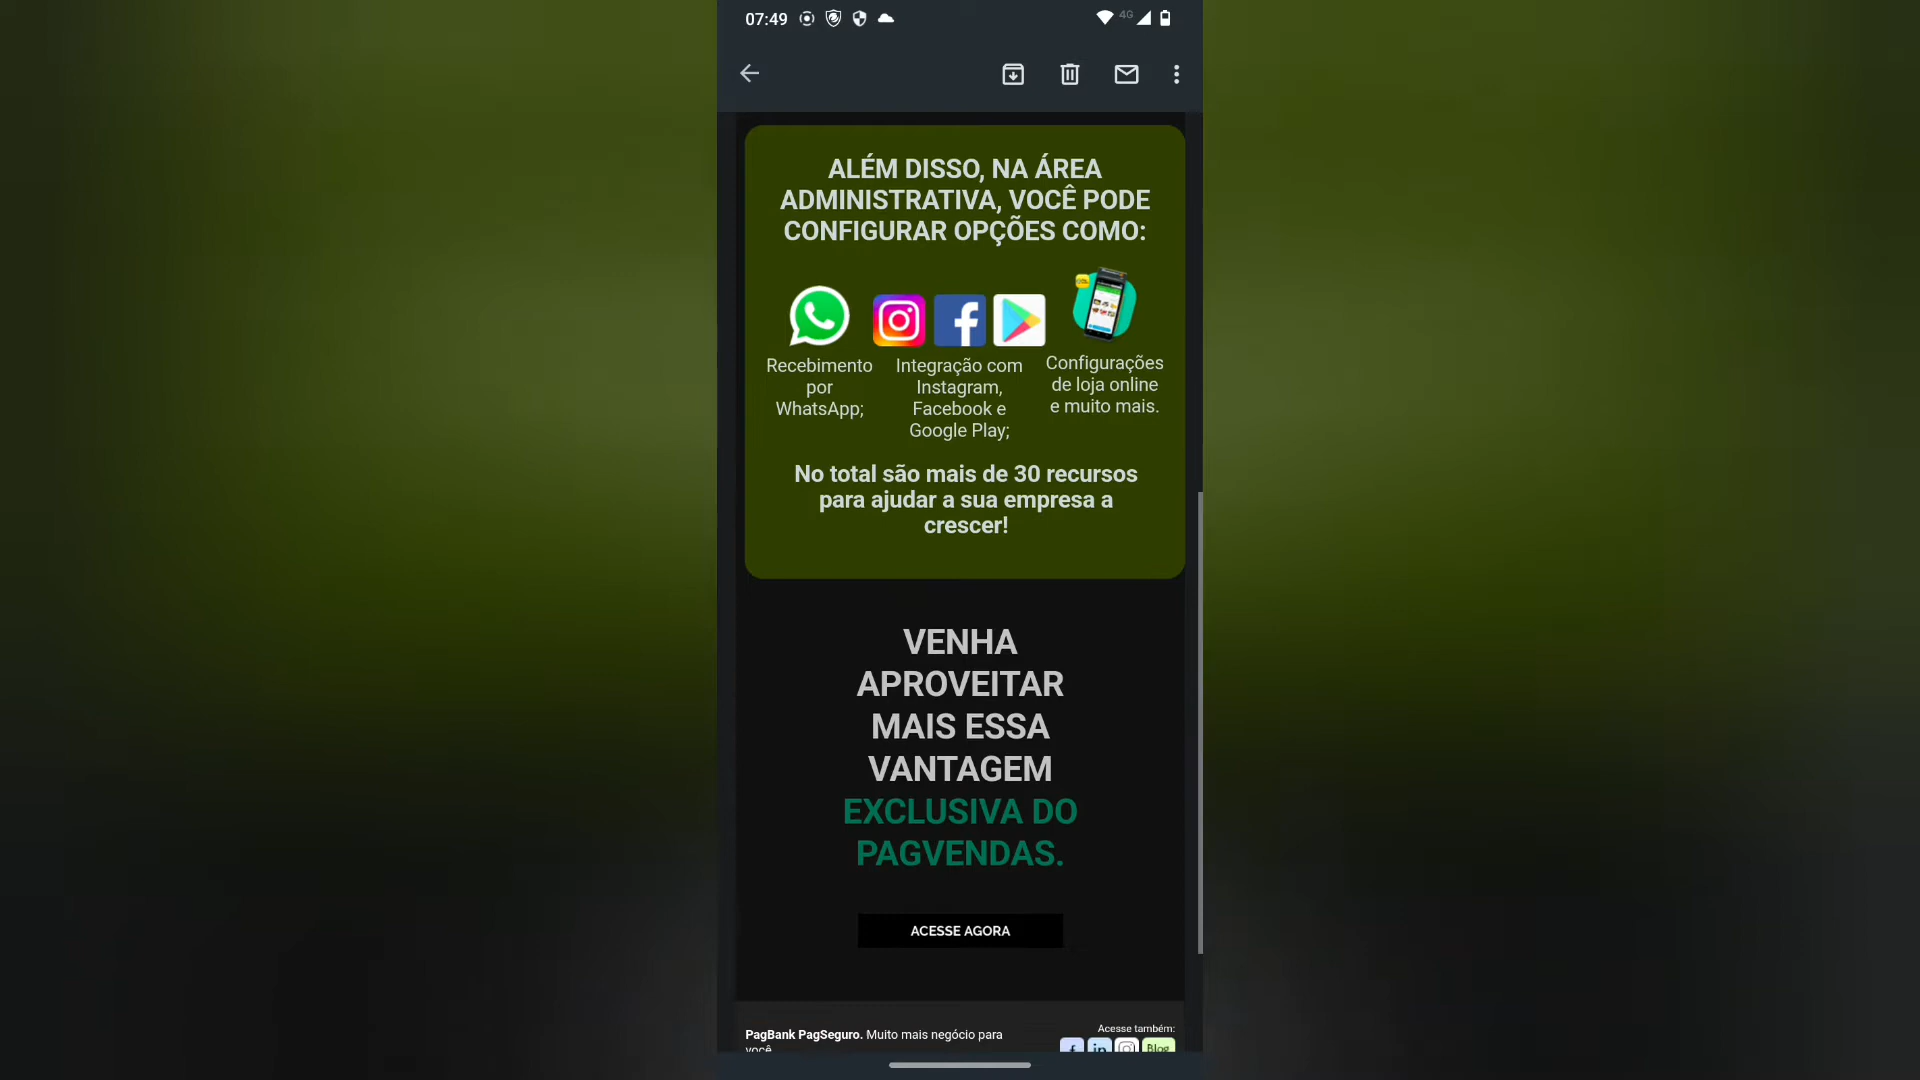 07:49
4G
ALÉM DISSO, NA ÁREA
ADMINISTRATIVA, VOCÊ PODE
CONFIGURAR OPÇÕES COMO:
Recebimento
por
WhatsApp;
Integração com
Instagram,
Facebook e
Google Play;
Configurações
de loja online
e muito mais.
No total são mais de 30 recursos
para ajudar a sua empresa a
crescer!
VENHA
APROVEITAR
MAIS ESSA
VANTAGEM
EXCLUSIVA DO
PAGVENDAS.
ACESSE AGORA
PagBank PagSeguro. Muito mais negócio para
você
Acesse também:
Blog